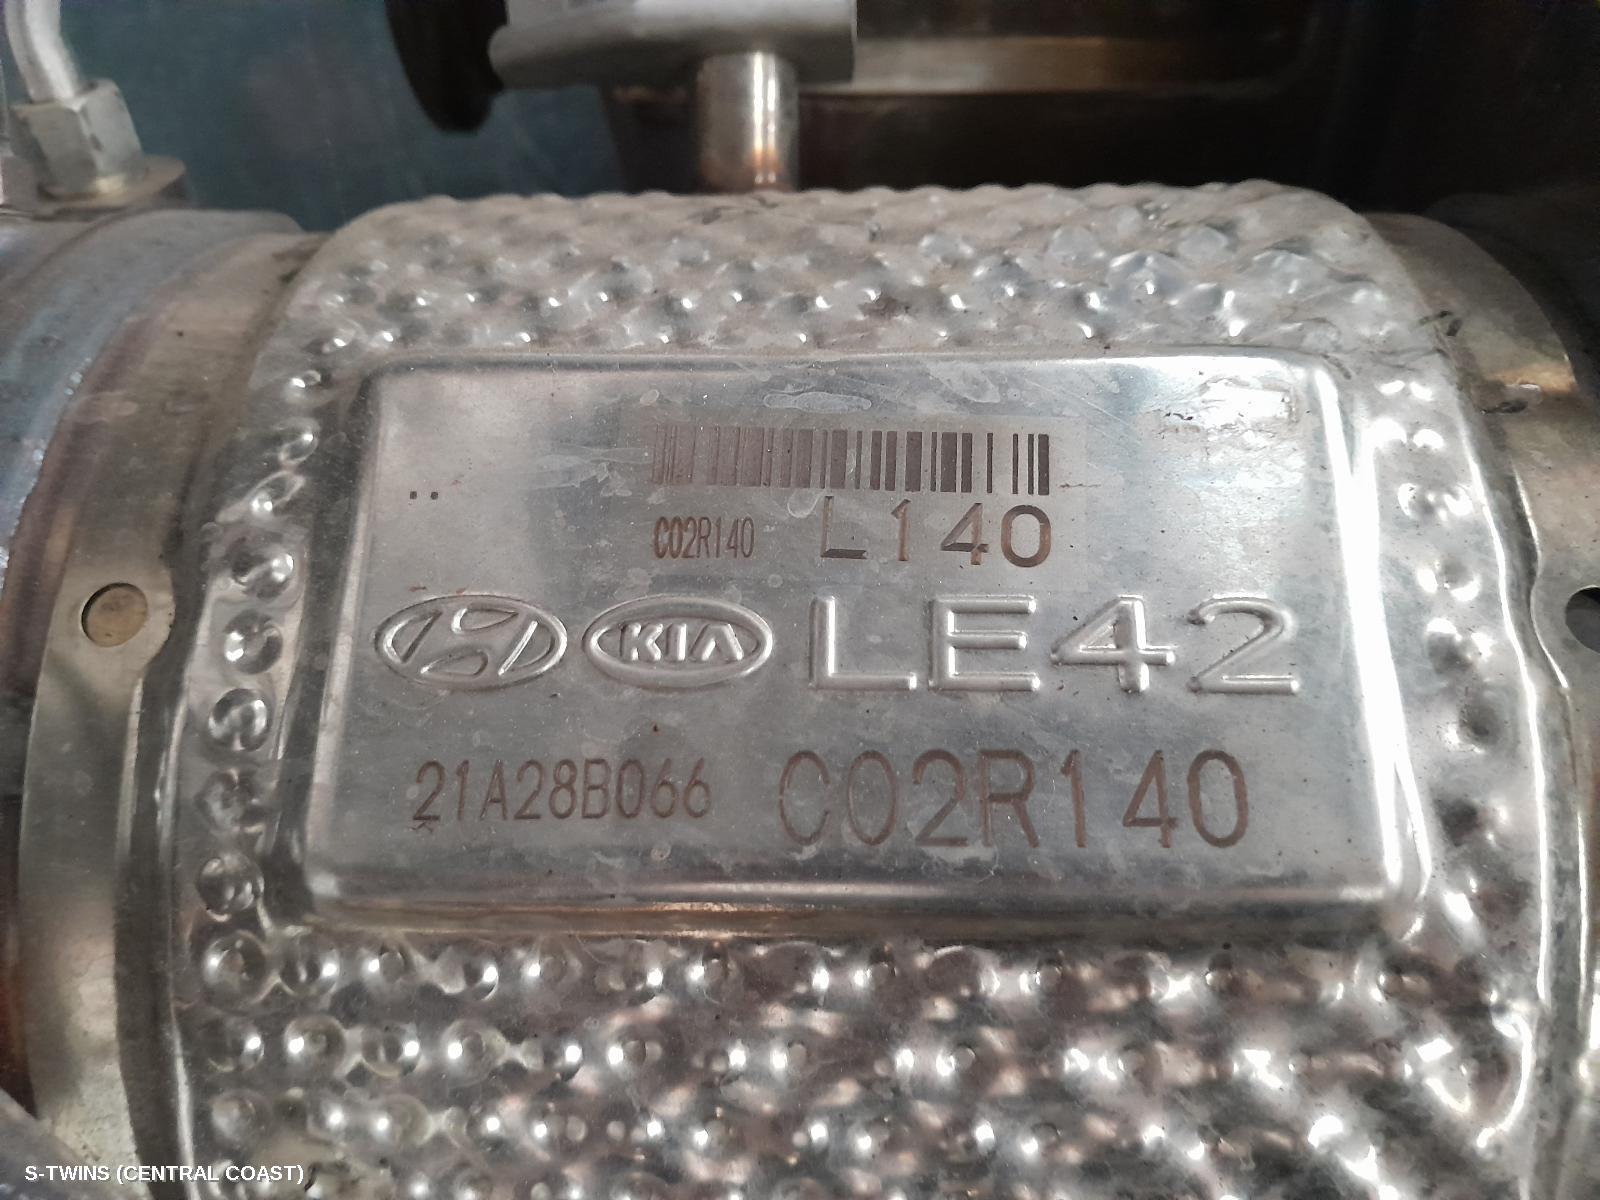 C02R140 L140
KIA LE42
21A28B066 C02R140
S-TWINS (CENTRAL COAST)